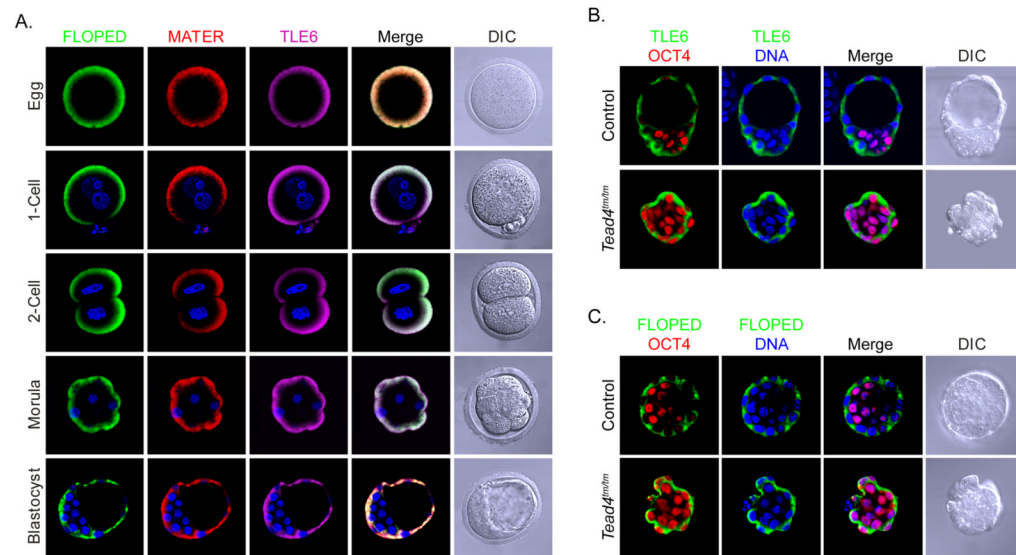 A.
FLOPED MATER TLE6 Merge DIC
Egg
1-Cell
2-Cell
Morula
Blastocyst
B.
TLE6 TLE6
OCT4 DNA Merge DIC
Control
Tead4tm/tm
C.
FLOPED FLOPED
OCT4 DNA Merge DIC
Control
Tead4tm/tm